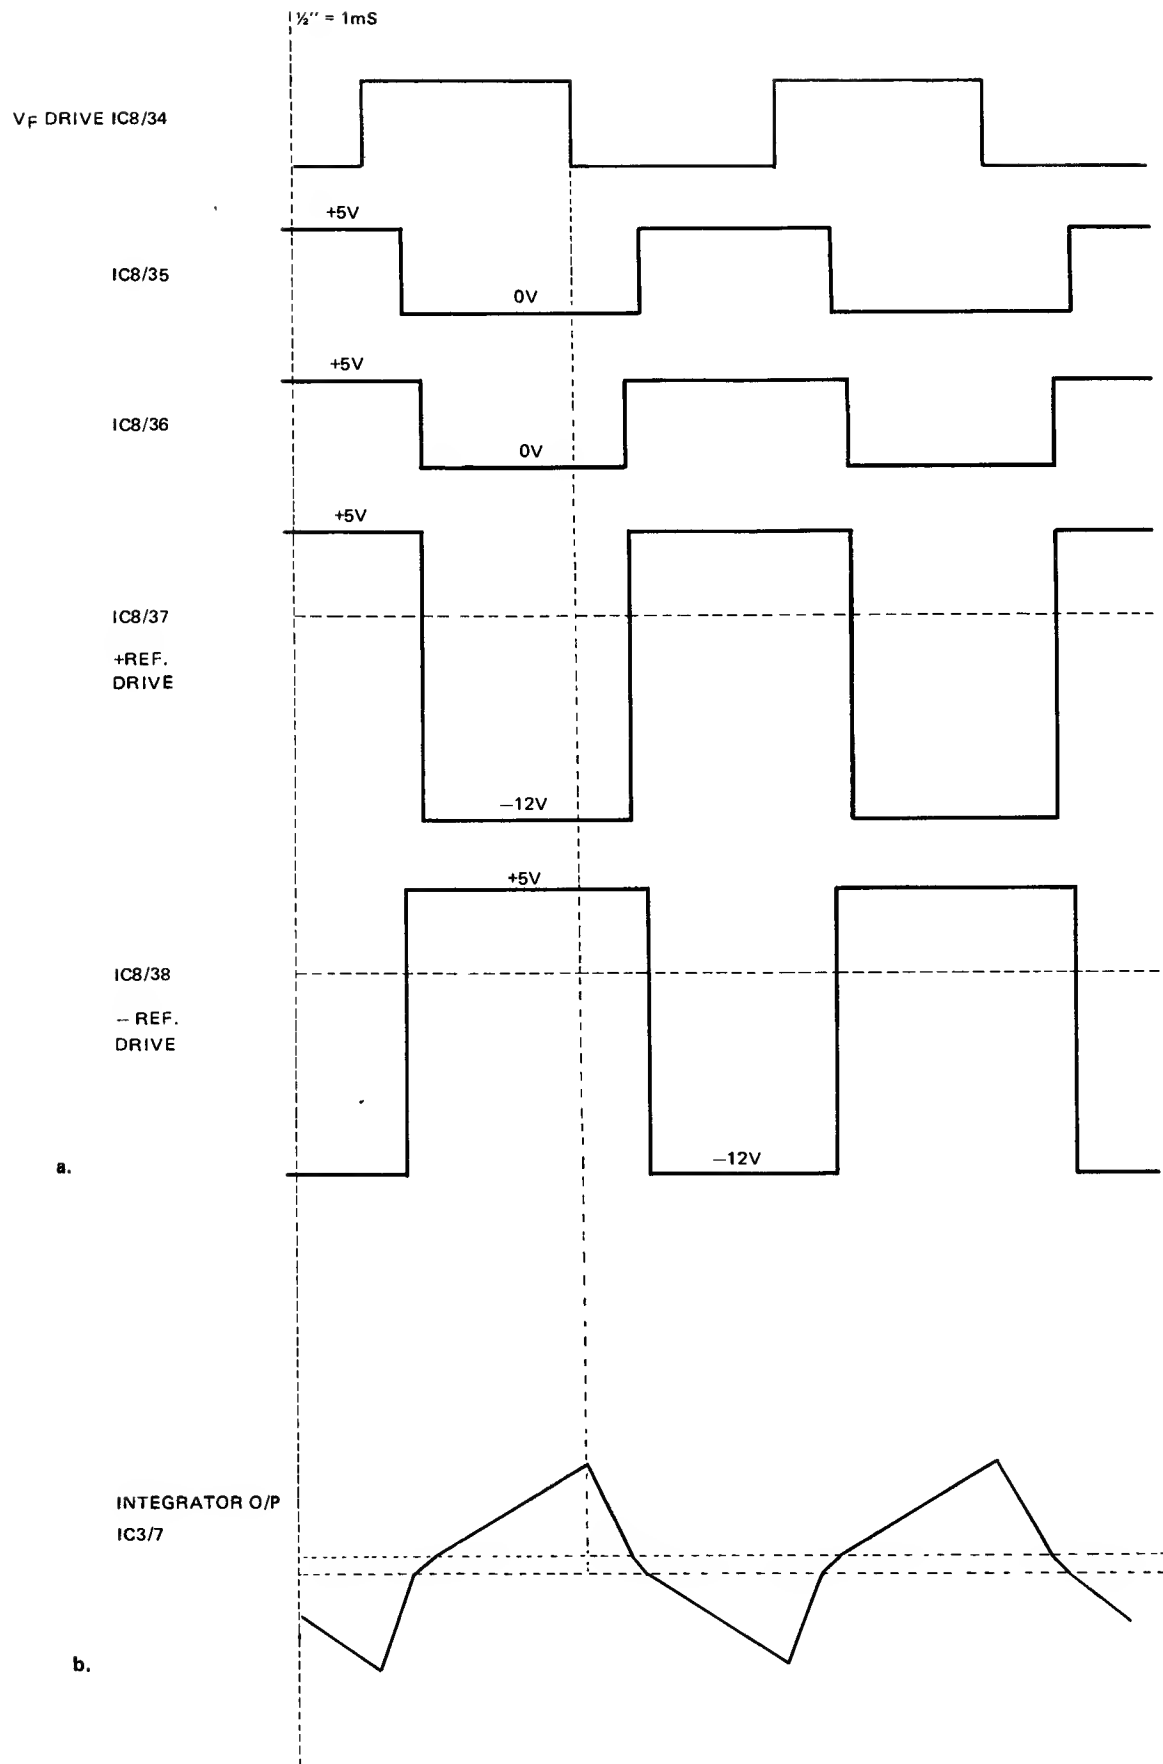 ½″ = 1mS
VF DRIVE IC8/34
+5V
IC8/35
0V
+5V
IC8/36
0V
+5V
IC8/37
+REF.
DRIVE
−12V
+5V
IC8/38
− REF.
DRIVE
a.
−12V
INTEGRATOR O/P
IC3/7
b.